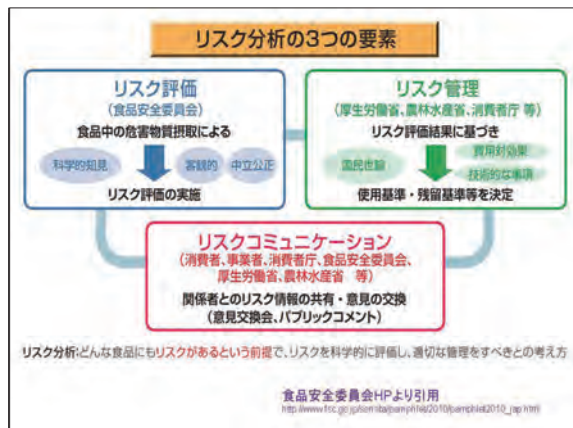 リスク分析の3つの要素
リスク評価
（食品安全委員会）
食品中の危害物質摂取による
科学的知見
客観的
中立公正
リスク評価の実施
リスク管理
（厚生労働省、農林水産省、消費者庁 等）
リスク評価結果に基づき
国民世論
費用対効果
技術的な事項
使用基準・残留基準等を決定
リスクコミュニケーション
（消費者、事業者、消費者庁、食品安全委員会、
厚生労働省、農林水産省　等）
関係者とのリスク情報の共有・意見の交換
（意見交換会、パブリックコメント）
リスク分析：どんな食品にもリスクがあるという前提で、リスクを科学的に評価し、適切な管理をすべきとの考え方
食品安全委員会HPより引用